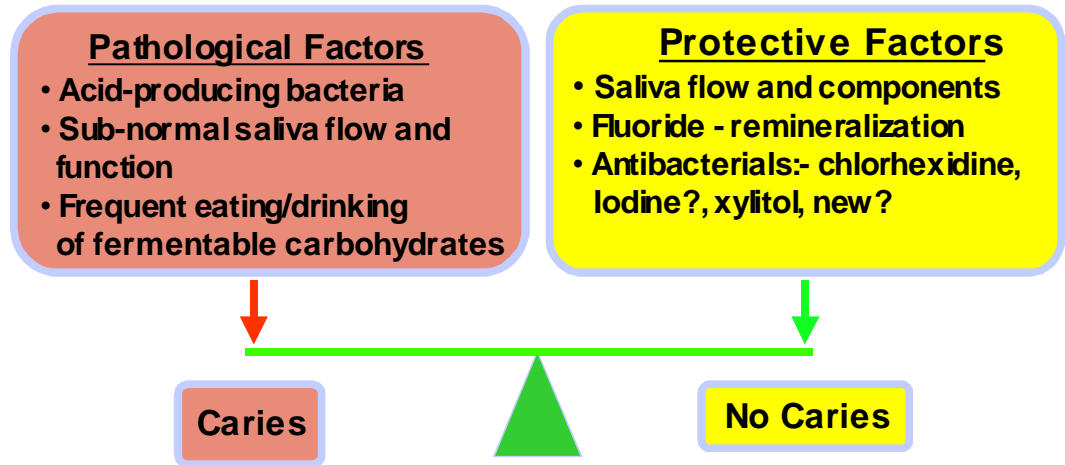 Pathological Factors
• Acid-producing bacteria
• Sub-normal saliva flow and
function
• Frequent eating/drinking
of fermentable carbohydrates
Protective Factors
• Saliva flow and components
• Fluoride - remineralization
• Antibacterials:- chlorhexidine,
Iodine?, xylitol, new?
Caries
No Caries